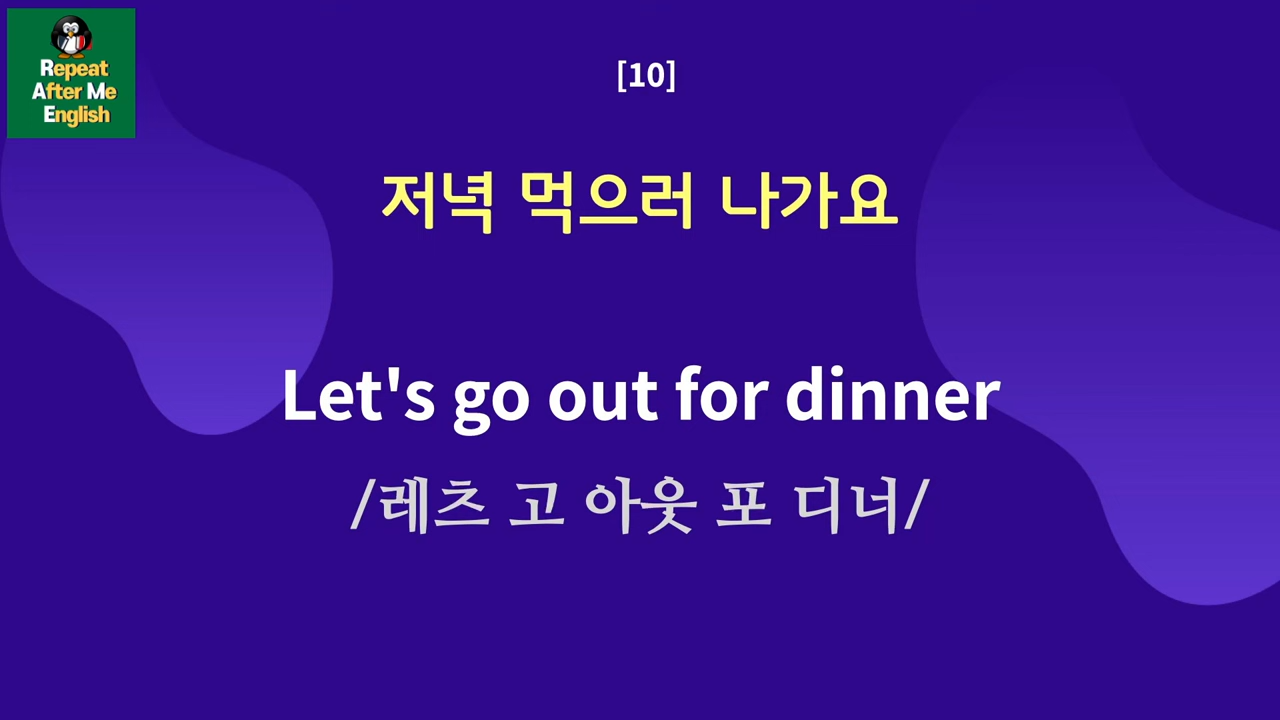 Repeat
After Me
English
[10]
저녁 먹으러 나가요
Let's go out for dinner
/레츠 고 아웃 포 디너/